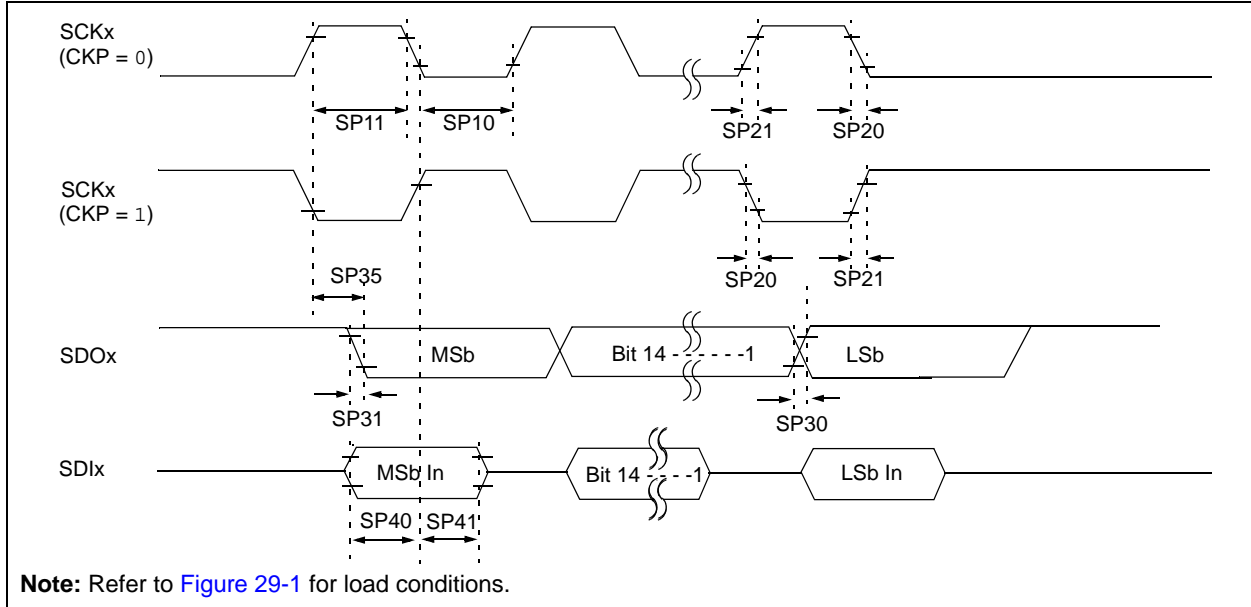 SCKx
(CKP = 0)
SP11
SP10
SP21
SP20
SCKx
(CKP = 1)
SP35
SP20
SP21
SDOx
MSb
Bit 14 - - - - - -1
LSb
SP31
SP30
SDIx
MSb In
Bit 14 - - - -1
LSb In
SP40
SP41
Note: Refer to Figure 29-1 for load conditions.